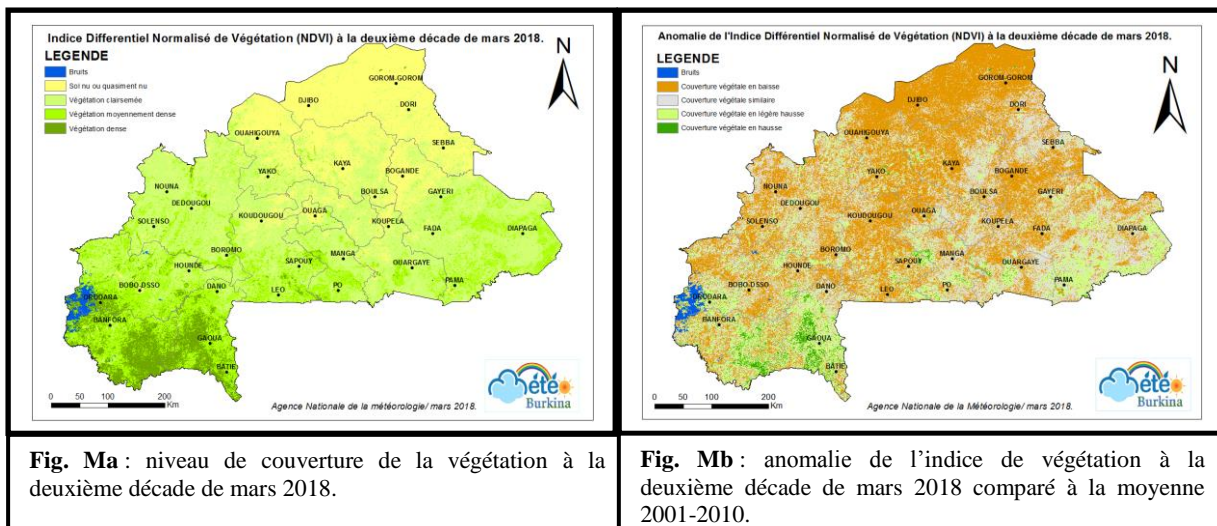 Indice Differentiel Normalisé de Végétation (NDVI) à la deuxième décade de mars 2018.
LEGENDE
Bruits
Sol nu ou quasiment nu
Végétation clairsemée
Végétation moyennement dense
Végétation dense
N
GOROM-GOROM
DJIBO
DORI
OUAHIGOUYA
SEBBA
KAYA
YAKO
BOGANDE
NOUNA
BOULSA
GAYERI
DEDOUGOU
OUAGA
KOUDOUGOU
KOUPELA
SOLENSO
FADA
DIAPAGA
BOROMO
MANGA
HOUNDE
SAPOUY
OUARGAYE
PAMA
BOBO-DSSO
DANO
LEO
PO
BANFORA
GAOUA
BATIE
0 50 100 200
Km
Agence Nationale de la météorologie/ mars 2018.
été
Burkina
Anomalie de l'Indice Différentiel Normalisé de Végétation (NDVI) à la deuxième décade de mars 2018.
LEGENDE
Bruits
Couverture végétale en baisse
Couverture végétale similaire
Couverture végétale en légère hausse
Couverture végétale en hausse
N
GOROM-GOROM
DJIBO
DORI
OUAHIGOUYA
SEBBA
KAYA
YAKO
BOGANDE
NOUNA
BOULSA
GAYERI
DEDOUGOU
OUAGA
KOUDOUGOU
KOUPELA
SOLENSO
FADA
DIAPAGA
BOROMO
MANGA
HOUNDE
SAPOUY
OUARGAYE
PAMA
BOBO-DSSO
DANO
LEO
PO
BANFORA
GAOUA
BATIE
0 50 100 200
Km
Agence Nationale de la Météorologie/ mars 2018.
été
Burkina
Fig. Ma : niveau de couverture de la végétation à la
deuxième décade de mars 2018.
Fig. Mb : anomalie de l’indice de végétation à la
deuxième décade de mars 2018 comparé à la moyenne
2001-2010.